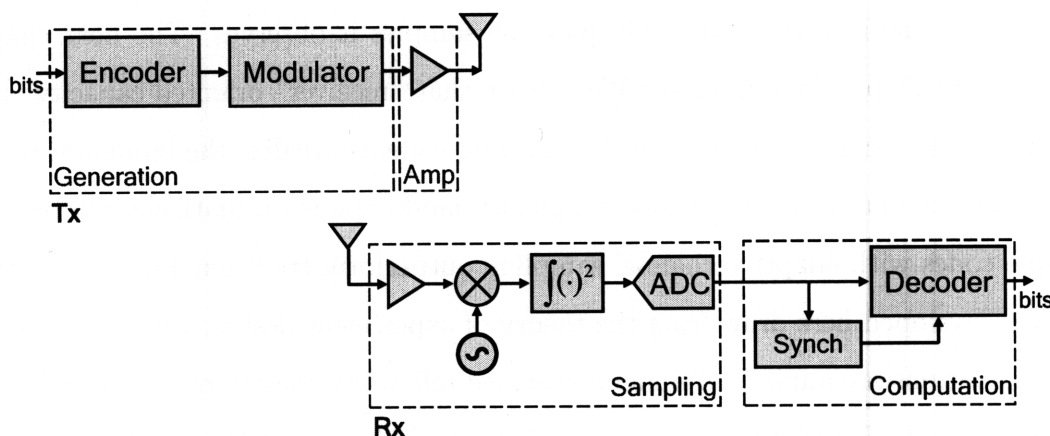 bits
Encoder
Modulator
Generation
Amp
Tx
∫(·)²
ADC
Decoder
bits
Synch
Sampling
Computation
Rx